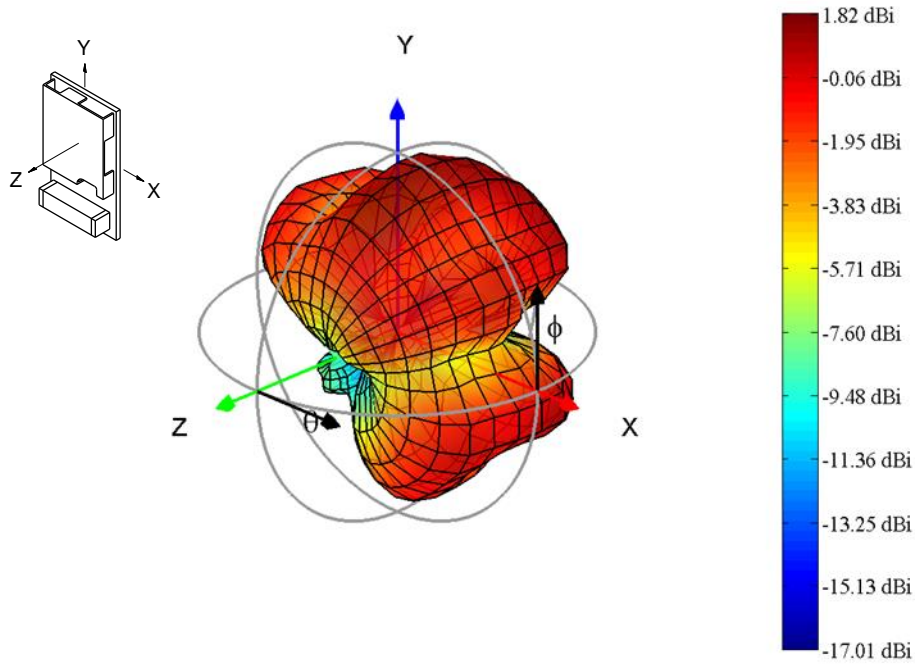 Y
Z
X
Y
Z
X
θ
ϕ
1.82 dBi
-0.06 dBi
-1.95 dBi
-3.83 dBi
-5.71 dBi
-7.60 dBi
-9.48 dBi
-11.36 dBi
-13.25 dBi
-15.13 dBi
-17.01 dBi